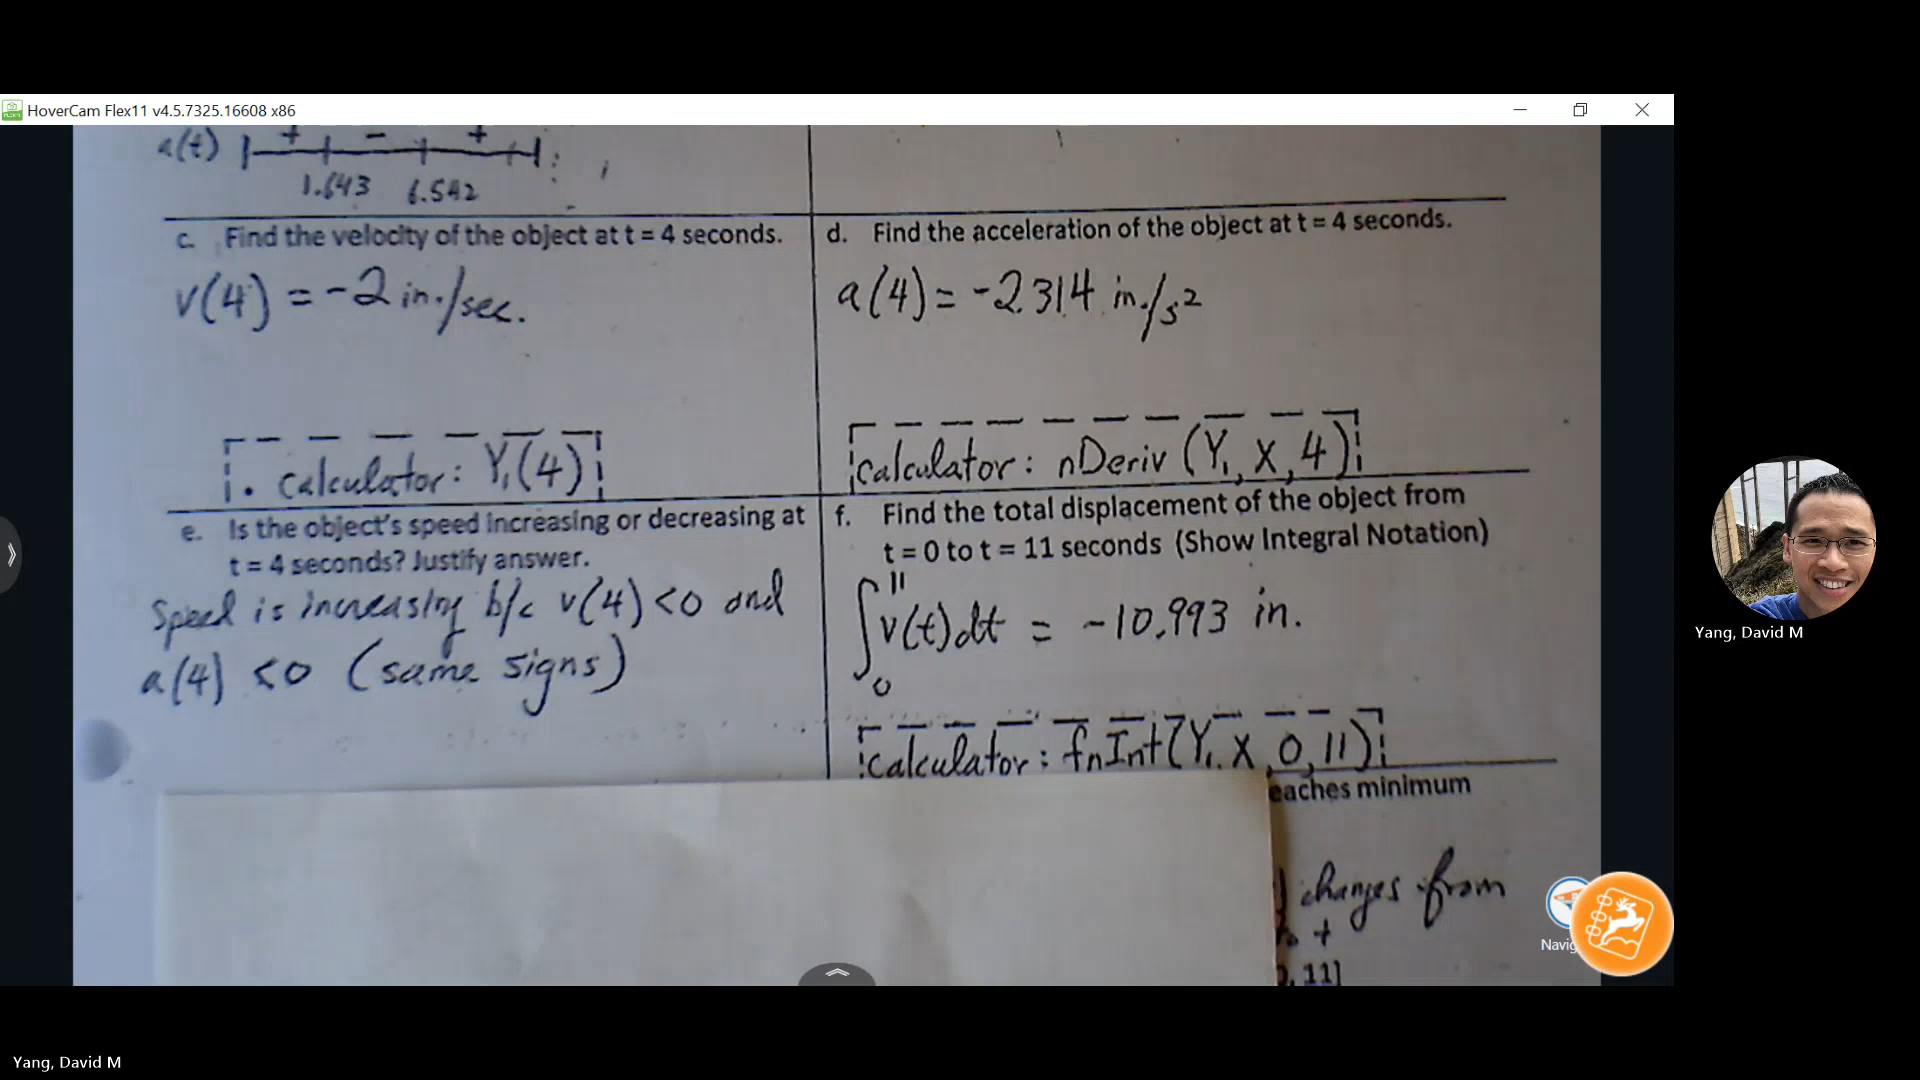 HoverCam Flex11 v4.5.7325.16608 x86
a(t) + - +
1.643 6.542
c. Find the velocity of the object at t = 4 seconds.
v(4) = -2 in./sec.
calculator: Y₁(4)
d. Find the acceleration of the object at t = 4 seconds.
a(4) = -2.314 in./s²
calculator: nDeriv(Y₁, X, 4)
e. Is the object's speed increasing or decreasing at
t = 4 seconds? Justify answer.
Speed is increasing b/c v(4) <0 and
a(4) <0 (same signs)
f. Find the total displacement of the object from
t = 0 to t = 11 seconds (Show Integral Notation)
∫₀¹¹ v(t)dt = -10.993 in.
calculator: fnInt(Y₁, X, 0, 11)
eaches minimum
changes from
+
, 11]
Navig
Yang, David M
Yang, David M